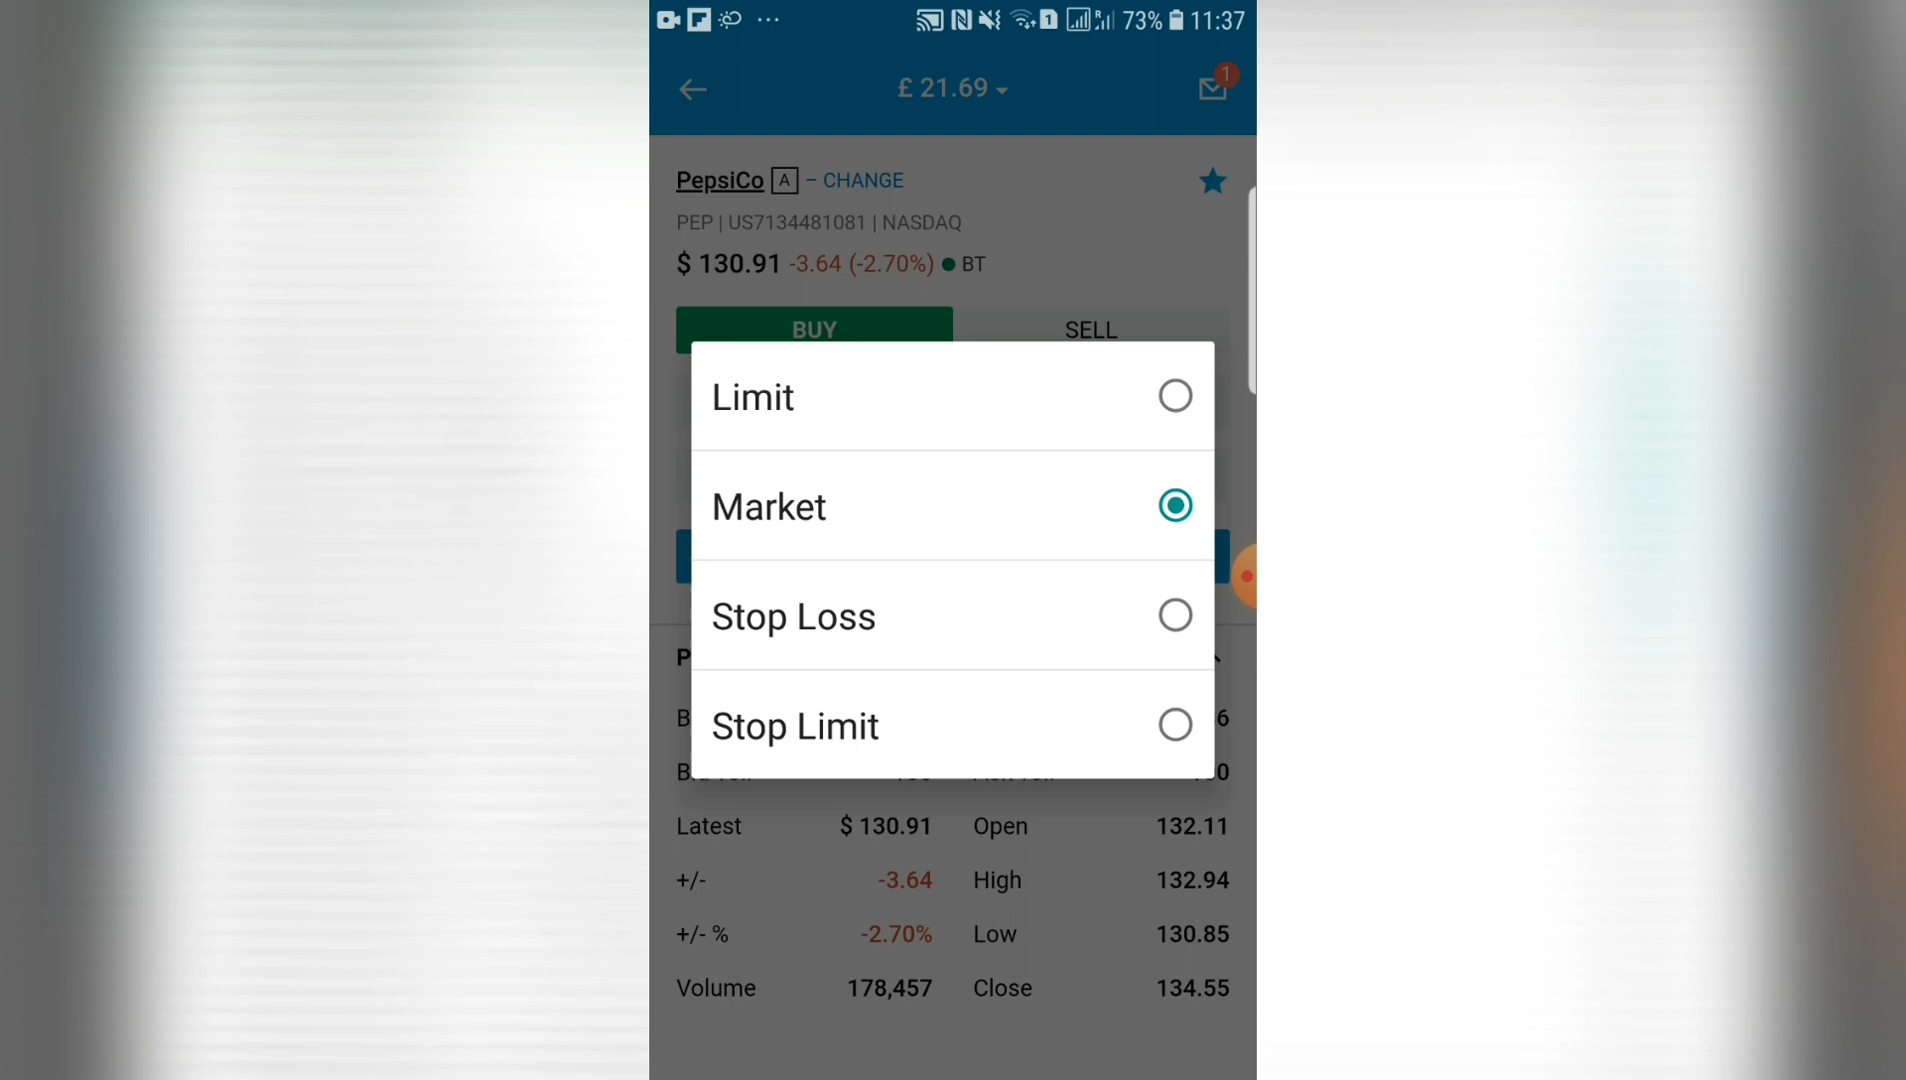 73% 11:37
£ 21.69
1
PepsiCo A – CHANGE
PEP | US7134481081 | NASDAQ
$ 130.91 -3.64 (-2.70%) BT
BUY SELL
Limit
Market
Stop Loss
Stop Limit
Latest $ 130.91 Open 132.11
+/- -3.64 High 132.94
+/- % -2.70% Low 130.85
Volume 178,457 Close 134.55